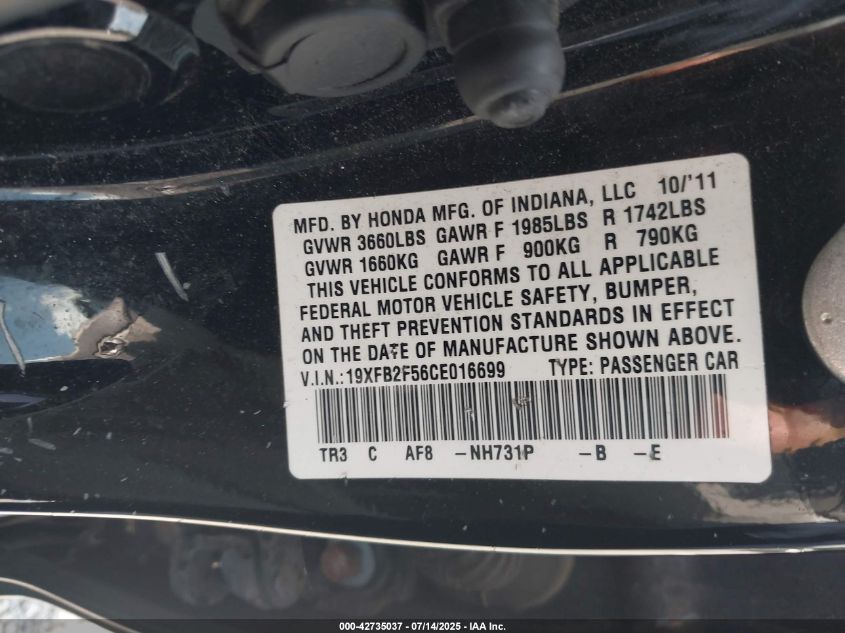 MFD. BY HONDA MFG. OF INDIANA, LLC 10/'11
GVWR 3660LBS GAWR F 1985LBS R 1742LBS
GVWR 1660KG GAWR F 900KG R 790KG
THIS VEHICLE CONFORMS TO ALL APPLICABLE
FEDERAL MOTOR VEHICLE SAFETY, BUMPER,
AND THEFT PREVENTION STANDARDS IN EFFECT
ON THE DATE OF MANUFACTURE SHOWN ABOVE.
V.I.N.:19XFB2F56CE016699 TYPE: PASSENGER CAR
TR3 C AF8 –NH731P –B –E
000-42735037 - 07/14/2025 - IAA Inc.